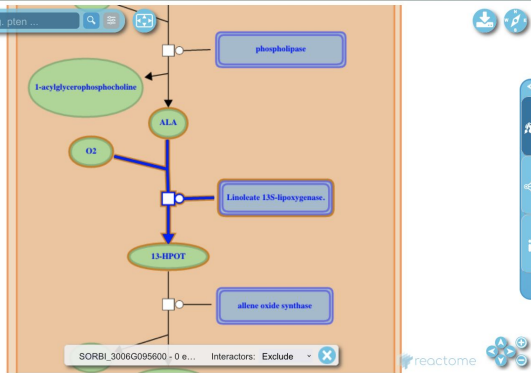 . pten ...
phospholipase
1-acylglycerophosphocholine
ALA
O2
Linoleate 13S-lipoxygenase.
13-HPOT
allene oxide synthase
SORBI_3006G095600 - 0 e... Interactors: Exclude
reactome